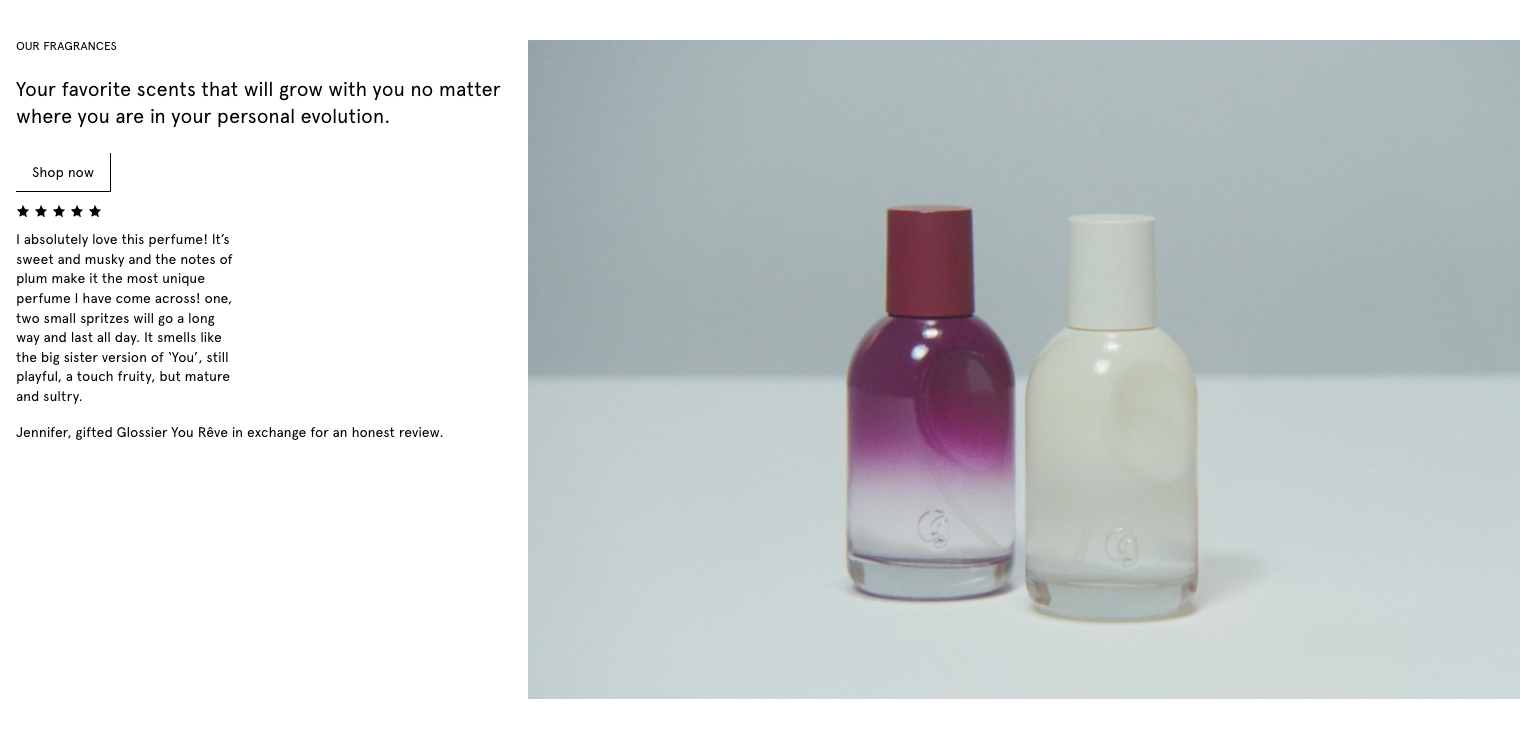 OUR FRAGRANCES
Your favorite scents that will grow with you no matter
where you are in your personal evolution.
Shop now
I absolutely love this perfume! It’s
sweet and musky and the notes of
plum make it the most unique
perfume I have come across! one,
two small spritzes will go a long
way and last all day. It smells like
the big sister version of ‘You’, still
playful, a touch fruity, but mature
and sultry.
Jennifer, gifted Glossier You Rêve in exchange for an honest review.
G
G